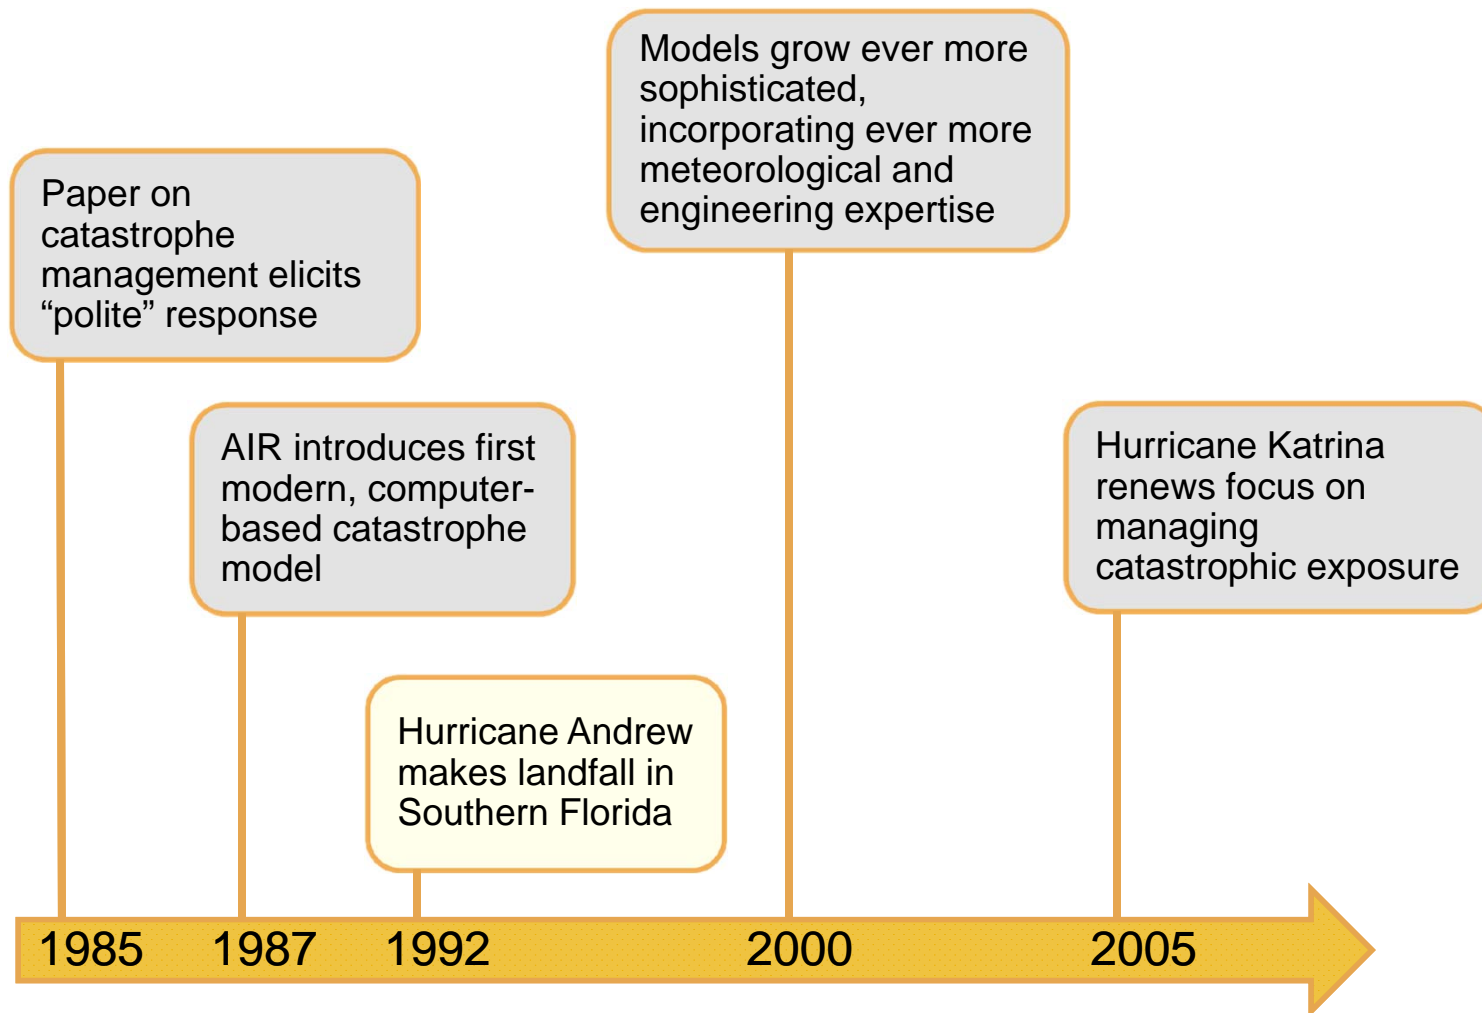 Paper on
catastrophe
management elicits
“polite” response
AIR introduces first
modern, computer-
based catastrophe
model
Hurricane Andrew
makes landfall in
Southern Florida
Models grow ever more
sophisticated,
incorporating ever more
meteorological and
engineering expertise
Hurricane Katrina
renews focus on
managing
catastrophic exposure
1985 1987 1992 2000 2005